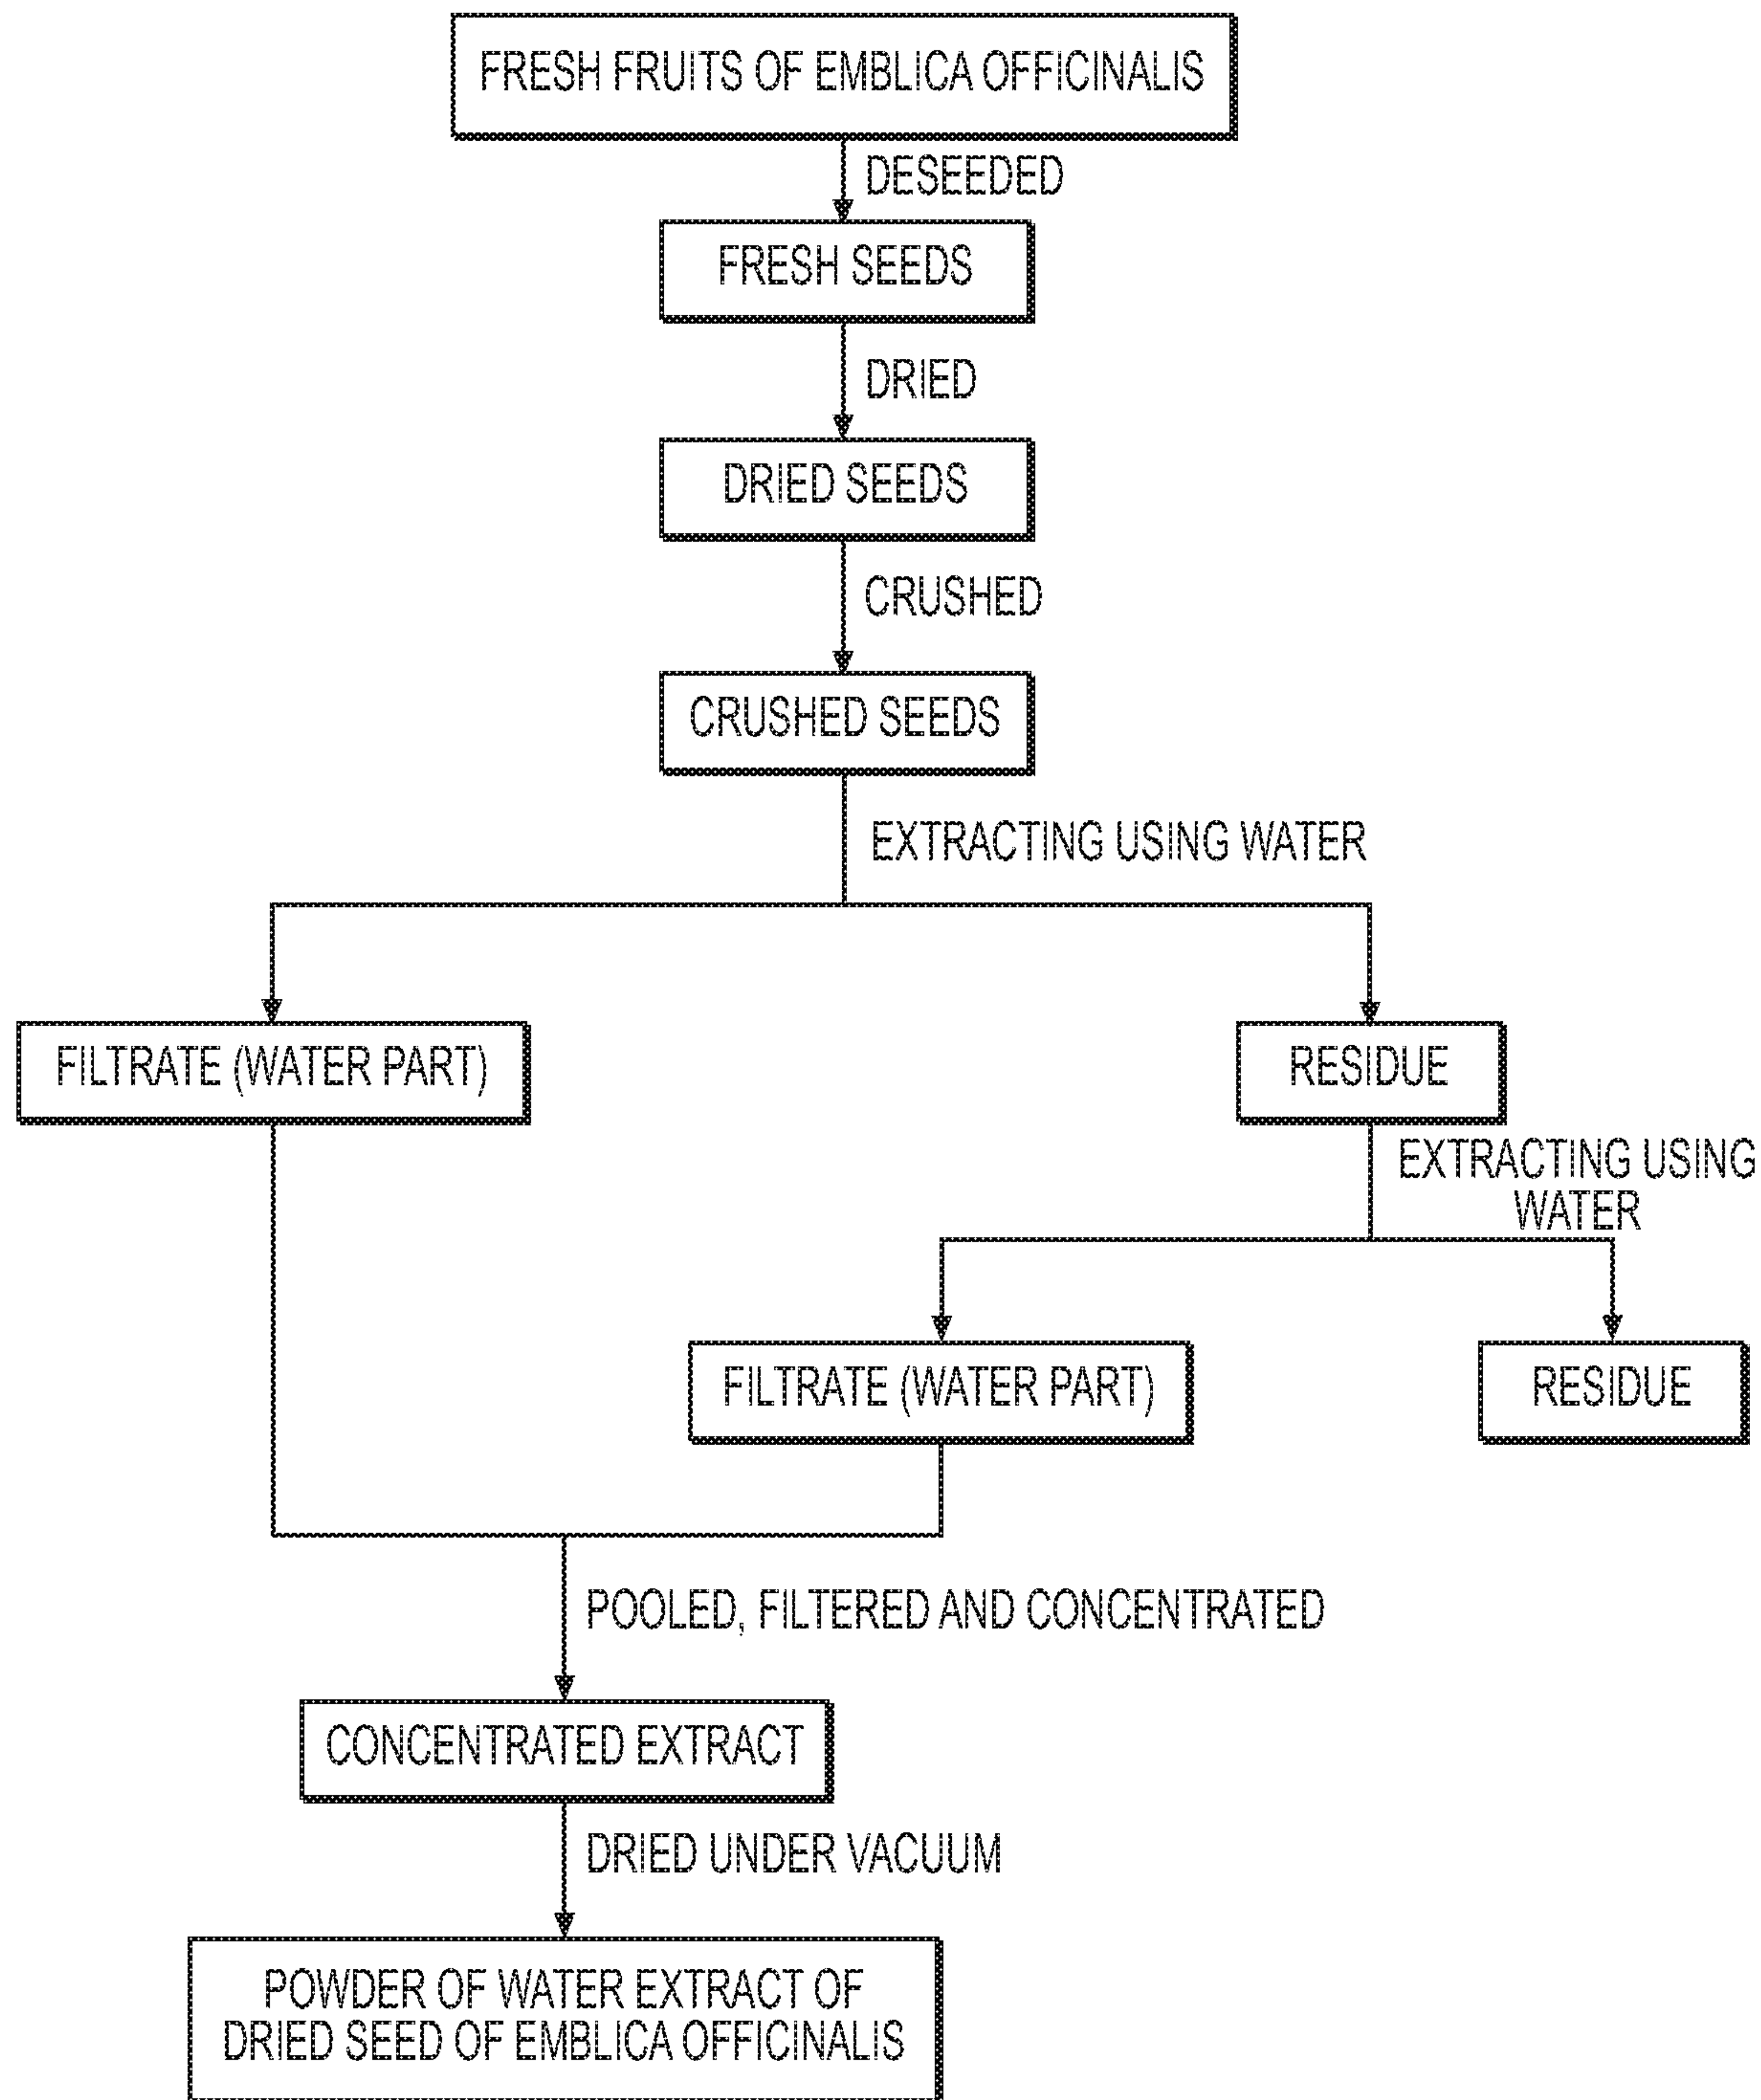 FRESH FRUITS OF EMBLICA OFFICINALIS
DESEEDED
FRESH SEEDS
DRIED
DRIED SEEDS
CRUSHED
CRUSHED SEEDS
EXTRACTING USING WATER
FILTRATE (WATER PART)
RESIDUE
EXTRACTING USING
WATER
FILTRATE (WATER PART)
RESIDUE
POOLED, FILTERED AND CONCENTRATED
CONCENTRATED EXTRACT
DRIED UNDER VACUUM
POWDER OF WATER EXTRACT OF
DRIED SEED OF EMBLICA OFFICINALIS